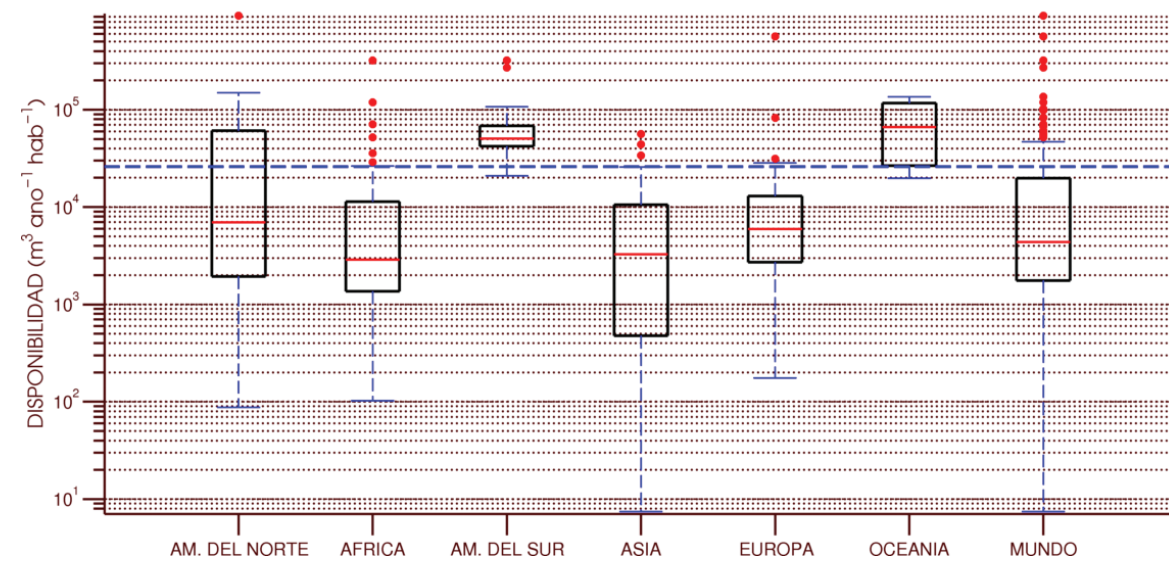 DISPONIBILIDAD (m³ ano⁻¹ hab⁻¹)
10⁵
10⁴
10³
10²
10¹
AM. DEL NORTE AFRICA AM. DEL SUR ASIA EUROPA OCEANIA MUNDO